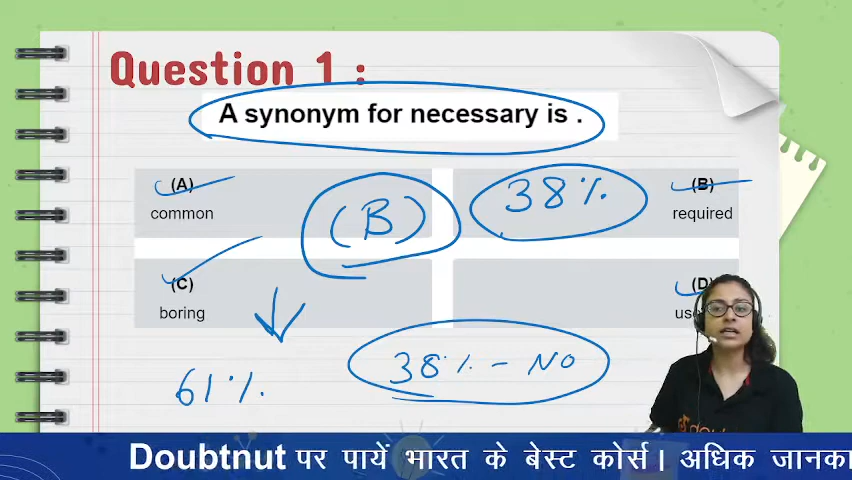 Question 1 :
A synonym for necessary is .
(A)
common
(B)
38%
(B)
required
(C)
boring
(D)
61%
38% - NO
Doubtnut पर पायें भारत के बेस्ट कोर्स। अधिक